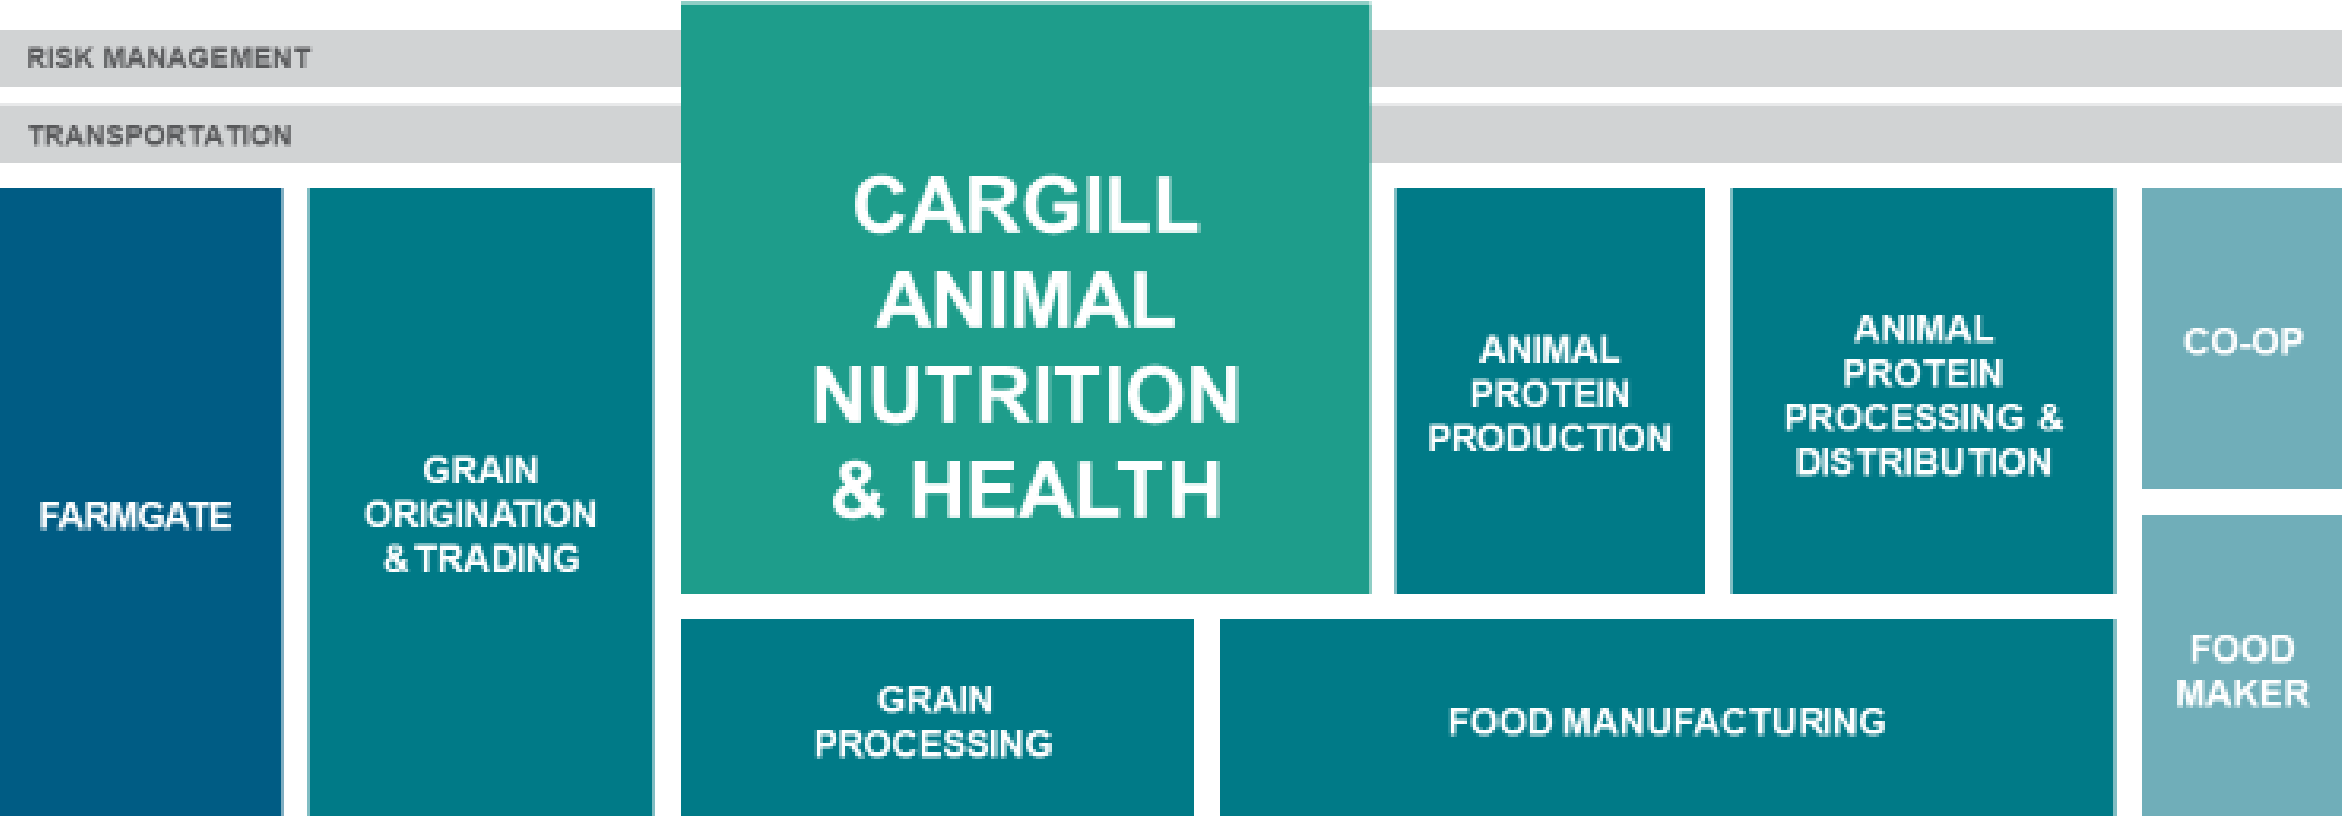 RISK MANAGEMENT
TRANSPORTATION
FARMGATE
GRAIN
ORIGINATION
& TRADING
CARGILL
ANIMAL
NUTRITION
& HEALTH
ANIMAL
PROTEIN
PRODUCTION
ANIMAL
PROTEIN
PROCESSING &
DISTRIBUTION
CO-OP
FOOD
MAKER
GRAIN
PROCESSING
FOOD MANUFACTURING